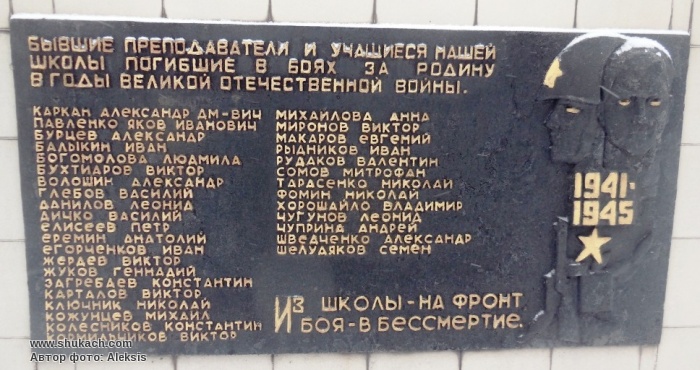 БЫВШИЕ ПРЕПОДАВАТЕЛИ И УЧАЩИЕСЯ НАШЕЙ
ШКОЛЫ ПОГИБШИЕ В БОЯХ ЗА РОДИНУ
В ГОДЫ ВЕЛИКОЙ ОТЕЧЕСТВЕННОЙ ВОЙНЫ.
КАРКАН АЛЕКСАНДР ДМ-ВИЧ
ПАВЛЕНКО ЯКОВ ИВАНОВИЧ
БУРЦЕВ АЛЕКСАНДР
БАЛЫКИН ИВАН
БОГОМОЛОВА ЛЮДМИЛА
БУХТИАРОВ ВИКТОР
ВОЛОШИН АЛЕКСАНДР
ГЛЕБОВ ВАСИЛИЙ
ДАНИЛОВ ЛЕОНИД
ДИЧКО ВАСИЛИЙ
ЕЛИСЕЕВ ПЕТР
ЕРЕМИН АНАТОЛИЙ
ЕГОРЧЕНКОВ ИВАН
ЖЕРДЕВ ВИКТОР
ЖУКОВ ГЕННАДИЙ
ЗАГРЕБАЕВ КОНСТАНТИН
КАРТАЛОВ ВИКТОР
КЛЮЧНИК НИКОЛАЙ
КОЖУНЦЕВ МИХАИЛ
КОЛЕСНИКОВ КОНСТАНТИН
ВИКТОР
МИХАЙЛОВА АННА
МИРОНОВ ВИКТОР
МАКАРОВ ЕВГЕНИЙ
РЫДНИКОВ ИВАН
РУДАКОВ ВАЛЕНТИН
СОМОВ МИТРОФАН
ТАРАСЕНКО НИКОЛАЙ
ФОМИН НИКОЛАЙ
ХОРОШАЙЛО ВЛАДИМИР
ЧУГУНОВ ЛЕОНИД
ЧУПРИНА АНДРЕЙ
ШВЕДЧЕНКО АЛЕКСАНДР
ШЕЛУДЯКОВ СЕМЕН
1941-
1945
ИЗ ШКОЛЫ-НА ФРОНТ
ИЗ БОЯ-В БЕССМЕРТИЕ.
www.shukach.com
Автор фото: Aleksis